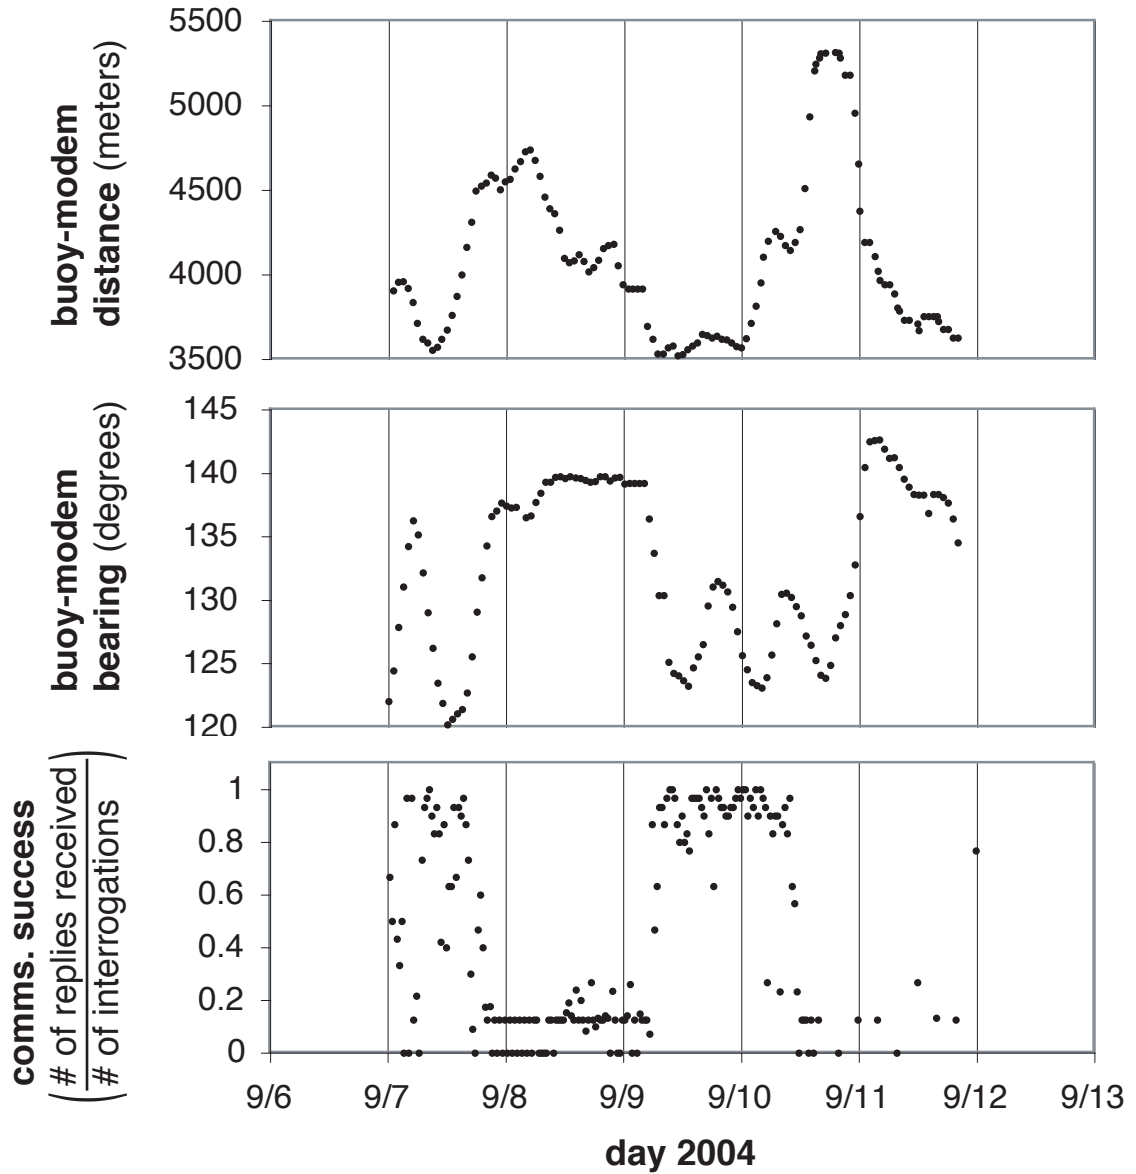 buoy-modem
distance (meters)
5500
5000
4500
4000
3500
buoy-modem
bearing (degrees)
145
140
135
130
125
120
comms. success
# of replies received
# of interrogations
1
0.8
0.6
0.4
0.2
0
9/6 9/7 9/8 9/9 9/10 9/11 9/12 9/13
day 2004